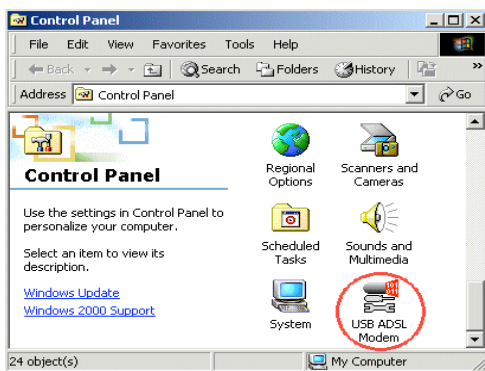 Control Panel
File Edit View Favorites Tools Help
Back Search Folders History »
Address Control Panel Go
Control Panel
Use the settings in Control Panel to
personalize your computer.
Select an item to view its
description.
Windows Update
Windows 2000 Support
Regional
Options
Scanners and
Cameras
Scheduled
Tasks
Sounds and
Multimedia
System
101
011
USB ADSL
Modem
24 object(s) My Computer